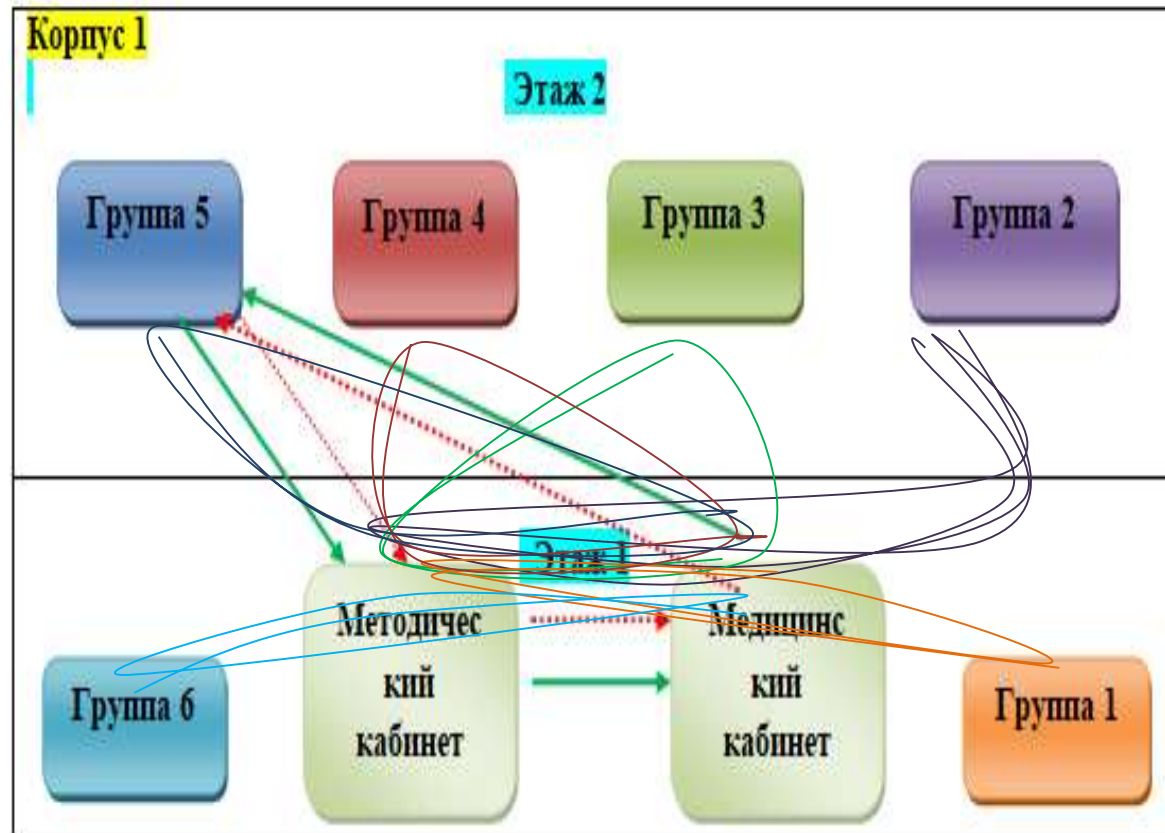 Корпус 1
Этаж 2
Группа 5
Группа 4
Группа 3
Группа 2
Этаж 1
Методичес
кий
кабинет
Медицинс
кий
кабинет
Группа 6
Группа 1